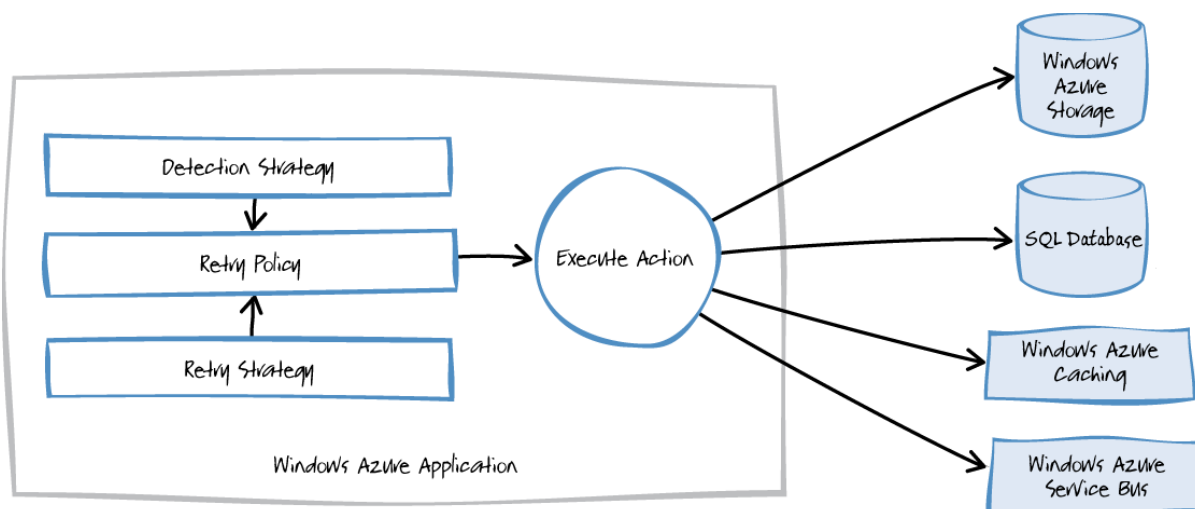 Windows
Azure
Storage
Detection Strategy
SQL Database
Retry Policy
Execute Action
Windows Azure
Caching
Retry Strategy
Windows Azure Application
Windows Azure
Service Bus